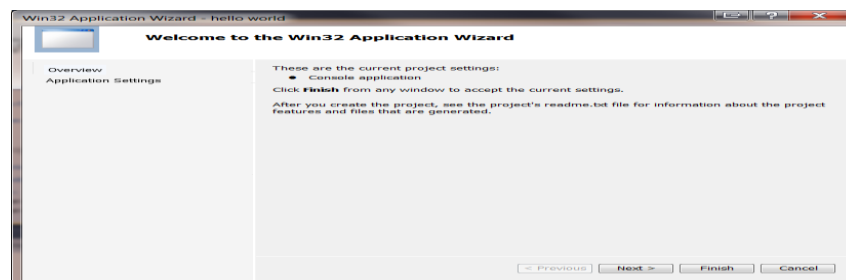 Win32 Application Wizard - hello world
Welcome to the Win32 Application Wizard
Overview
Application Settings
These are the current project settings:
● Console application
Click Finish from any window to accept the current settings.
After you create the project, see the project's readme.txt file for information about the project
features and files that are generated.
< Previous Next > Finish Cancel